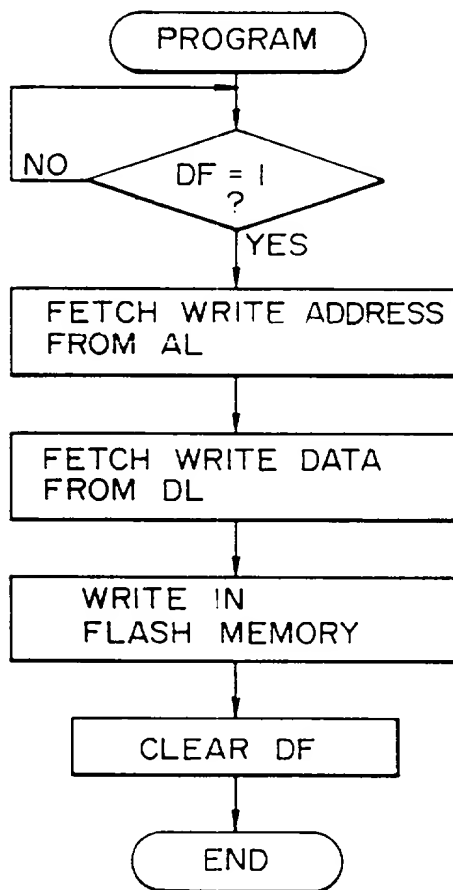 PROGRAM
NO
DF = 1
?
YES
FETCH WRITE ADDRESS
FROM AL
FETCH WRITE DATA
FROM DL
WRITE IN
FLASH MEMORY
CLEAR DF
END